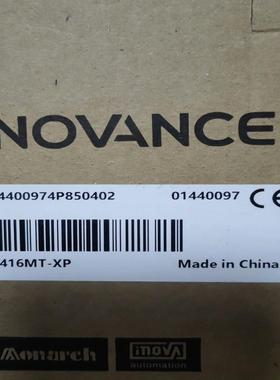 NOVANCE
4400974P850402 01440097 CE
416MT-XP Made in China
Monarch inovA
automation